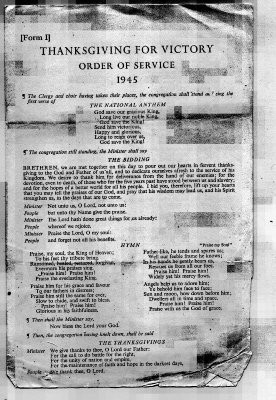 [Form I]
THANKSGIVING FOR VICTORY
ORDER OF SERVICE
1945
¶ The Clergy and choir having taken their places, the congregation shall stand and sing the
first verse of
THE NATIONAL ANTHEM
God save our gracious King,
Long live our noble King,
God save the King!
Send him victorious,
Happy and glorious,
Long to reign over us,
God save the King!
¶ The congregation still standing, the Minister shall say
THE BIDDING
BRETHREN, we are met together on this day to pour out our hearts in fervent thanks-
giving to the God and Father of us all, and to dedicate ourselves afresh to the service of his
Kingdom. We desire to thank him for deliverance from the hand of our enemies; for the
devotion, even to death, of those who for the five years past have stood between us and slavery;
and for the hopes of a better world for all his people. I bid you, therefore, lift up your hearts
that you may tell the praises of our God, and pray that his wisdom may lead us, and his Spirit
strengthen us, in the days that are to come.
Minister Not unto us, O Lord, not unto us:
People but unto thy Name give the praise.
Minister The Lord hath done great things for us already:
People whereof we rejoice.
Minister Praise the Lord, O my soul:
People and forget not all his benefits.
HYMN
"Praise my Soul"
Praise, my soul, the King of Heaven;
To his feet thy tribute bring.
Ransomed, healed, restored, forgiven,
Evermore his praises sing,
Praise him! Praise him!
Praise the everlasting King.
Praise him for his grace and favour
To our fathers in distress;
Praise him still the same for ever,
Slow to chide, and swift to bless.
Praise him! Praise him!
Glorious in his faithfulness.
Father-like, he tends and spares us;
Well our feeble frame he knows;
In his hands he gently bears us,
Rescues us from all our foes.
Praise him! Praise him!
Widely as his mercy flows.
Angels help us to adore him;
Ye behold him face to face;
Sun and moon, bow down before him;
Dwellers all in time and space.
Praise him! Praise him!
Praise with us the God of grace.
¶ Then shall the Minister say,
Now bless the Lord your God.
¶ Then, the congregation having knelt down, shall be said
THE THANKSGIVINGS
Minister We give thanks to thee, O Lord our Father:
For the call to do battle for the right,
For the unity of nation and empire,
For the maintenance of faith and hope in the darkest days,
People We thank thee, O Lord.